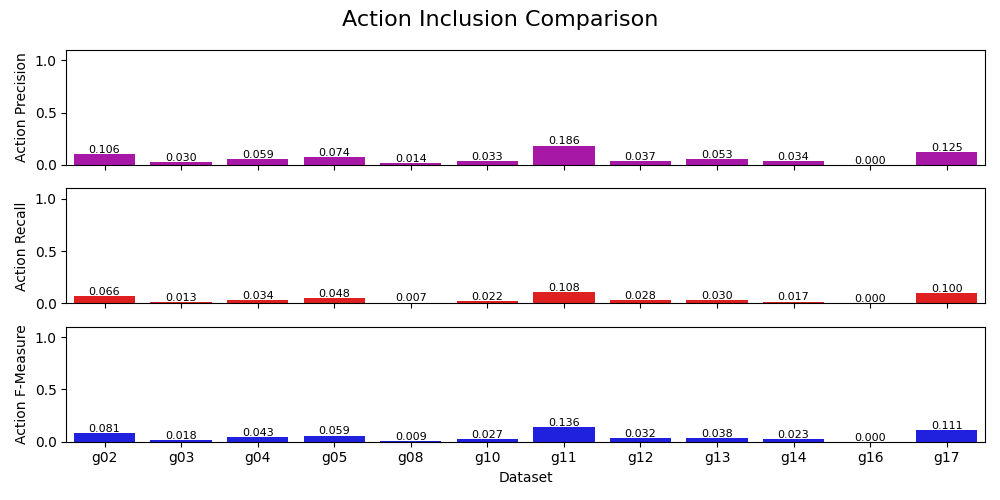 Action Inclusion Comparison
Action Precision
1.0
0.5
0.0
0.106 0.030 0.059 0.074 0.014 0.033 0.186 0.037 0.053 0.034 0.000 0.125
Action Recall
1.0
0.5
0.0
0.066 0.013 0.034 0.048 0.007 0.022 0.108 0.028 0.030 0.017 0.000 0.100
Action F-Measure
1.0
0.5
0.0
0.081 0.018 0.043 0.059 0.009 0.027 0.136 0.032 0.038 0.023 0.000 0.111
g02 g03 g04 g05 g08 g10 g11 g12 g13 g14 g16 g17
Dataset